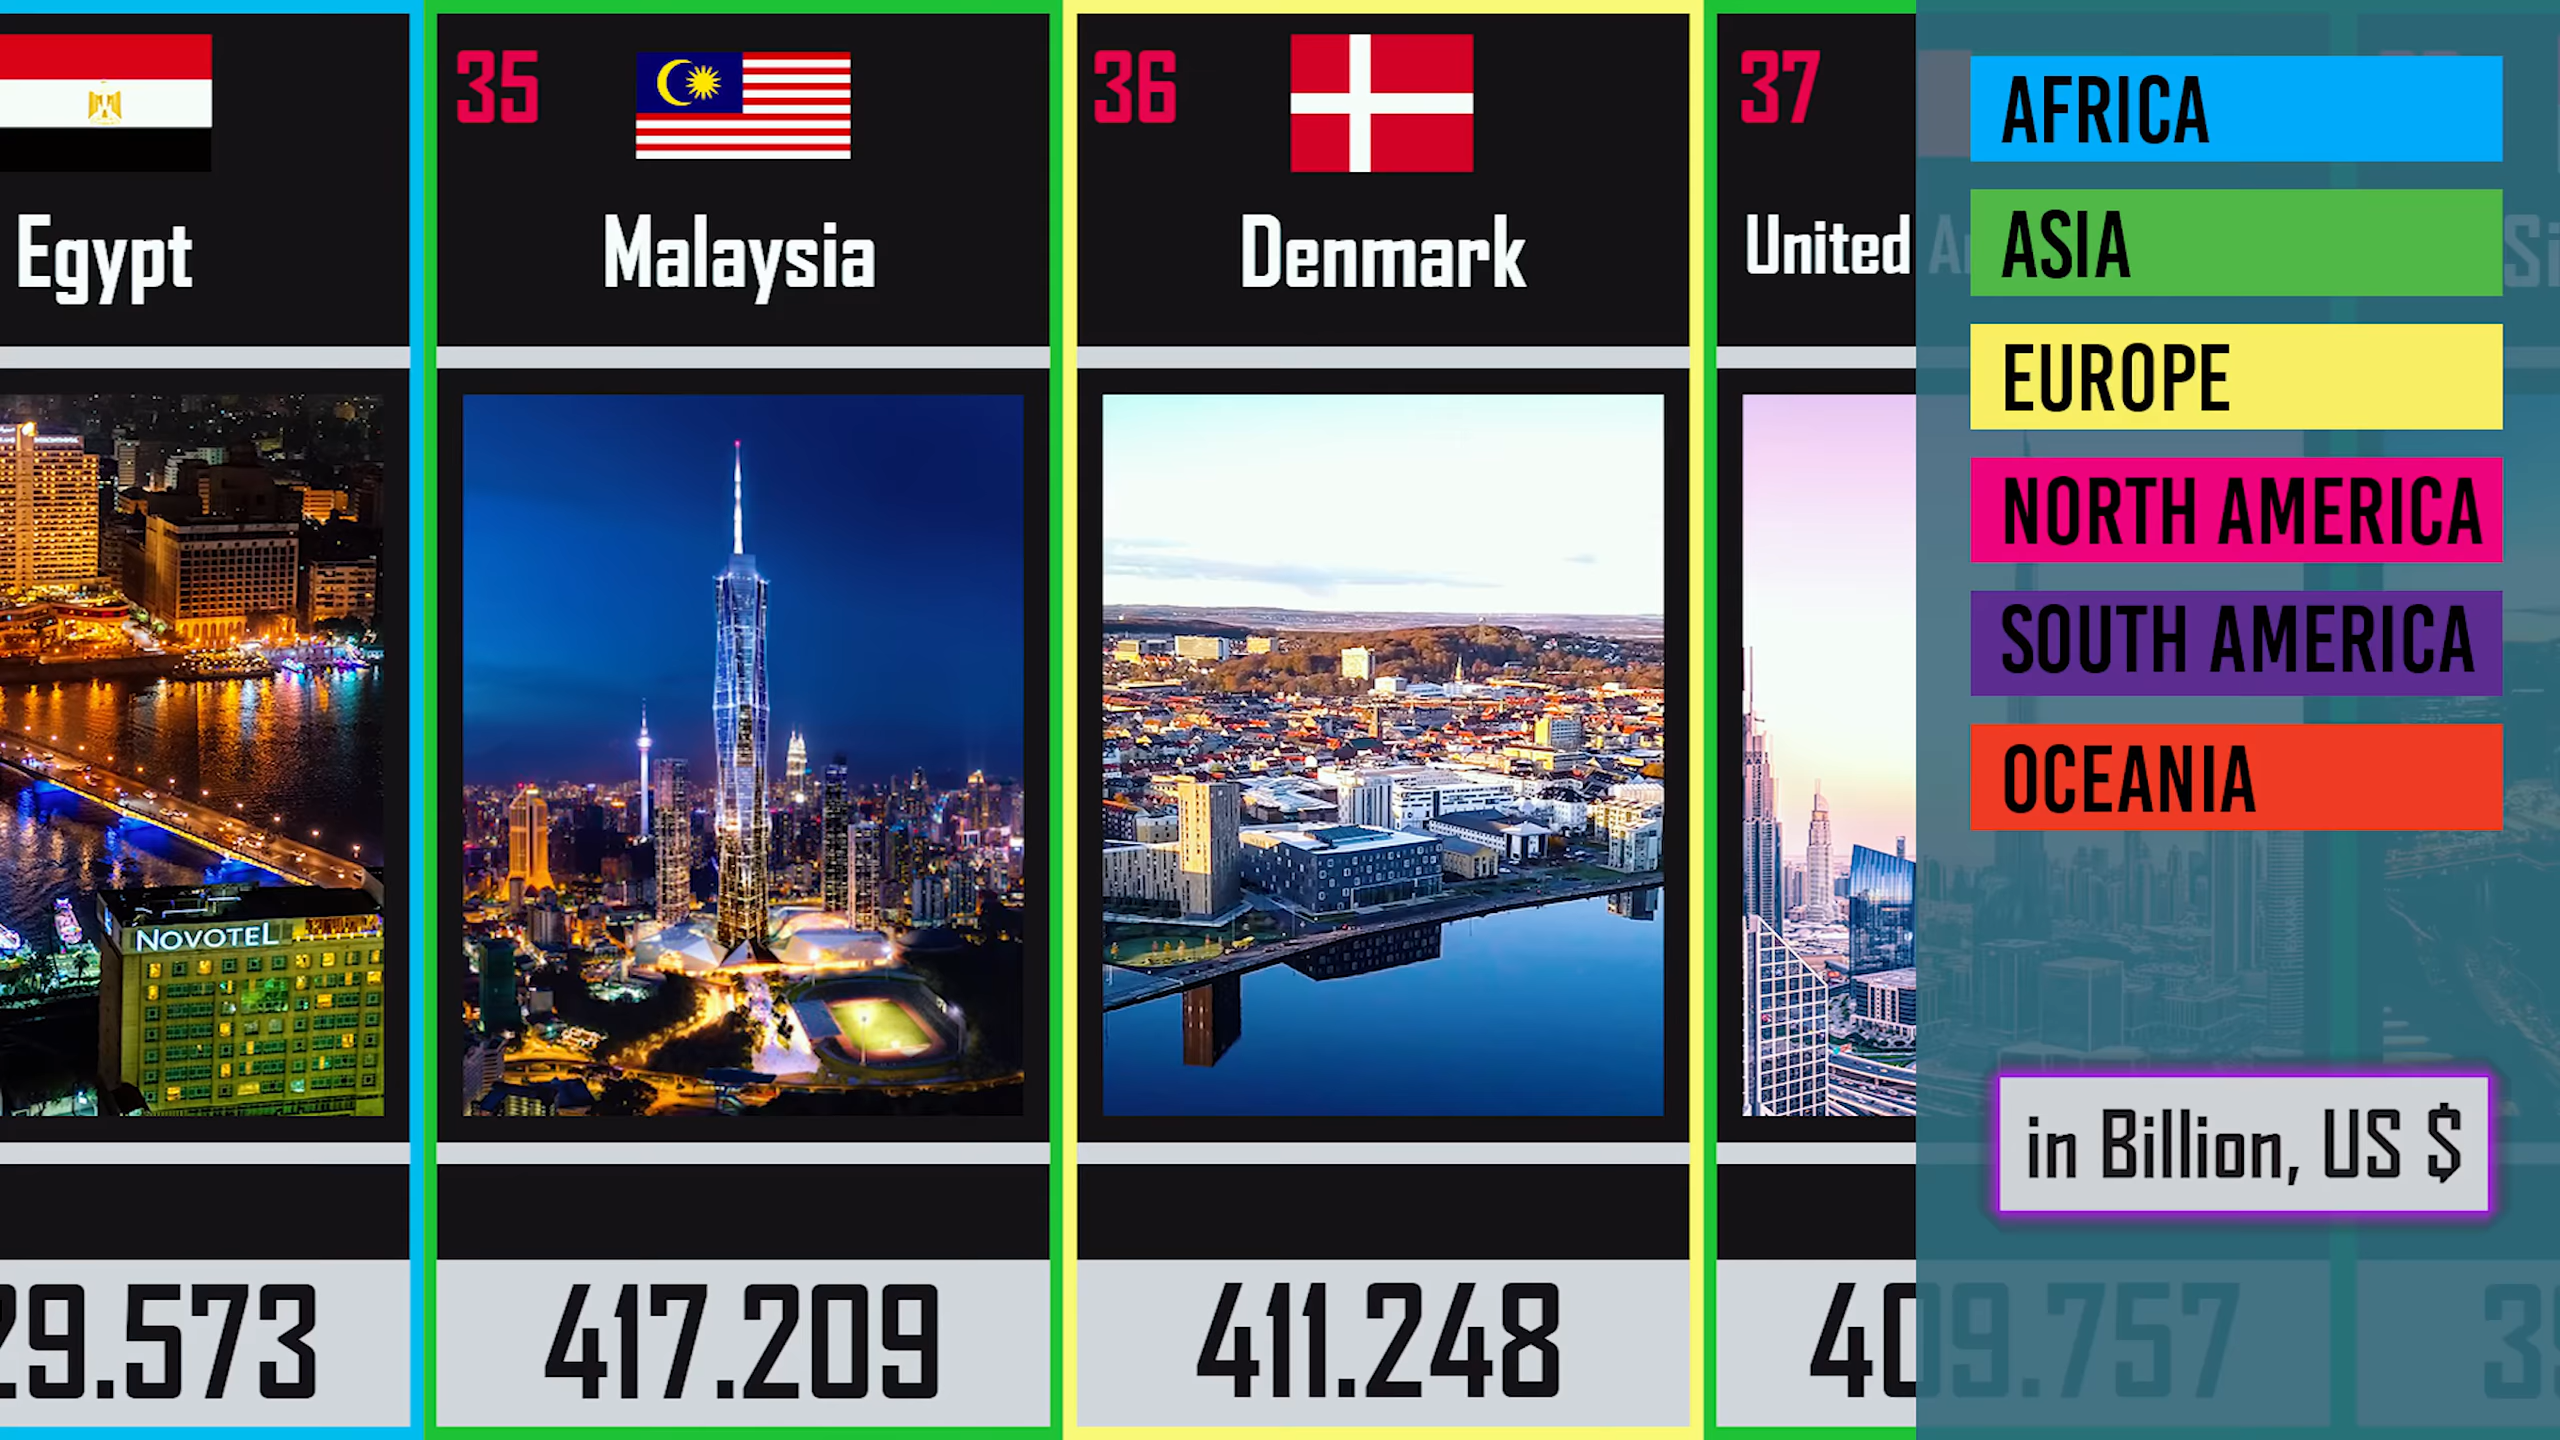 Egypt
NOVOTEL
29.573
35
Malaysia
417.209
36
Denmark
411.248
37
United
409.757
AFRICA
ASIA
EUROPE
NORTH AMERICA
SOUTH AMERICA
OCEANIA
in Billion, US $